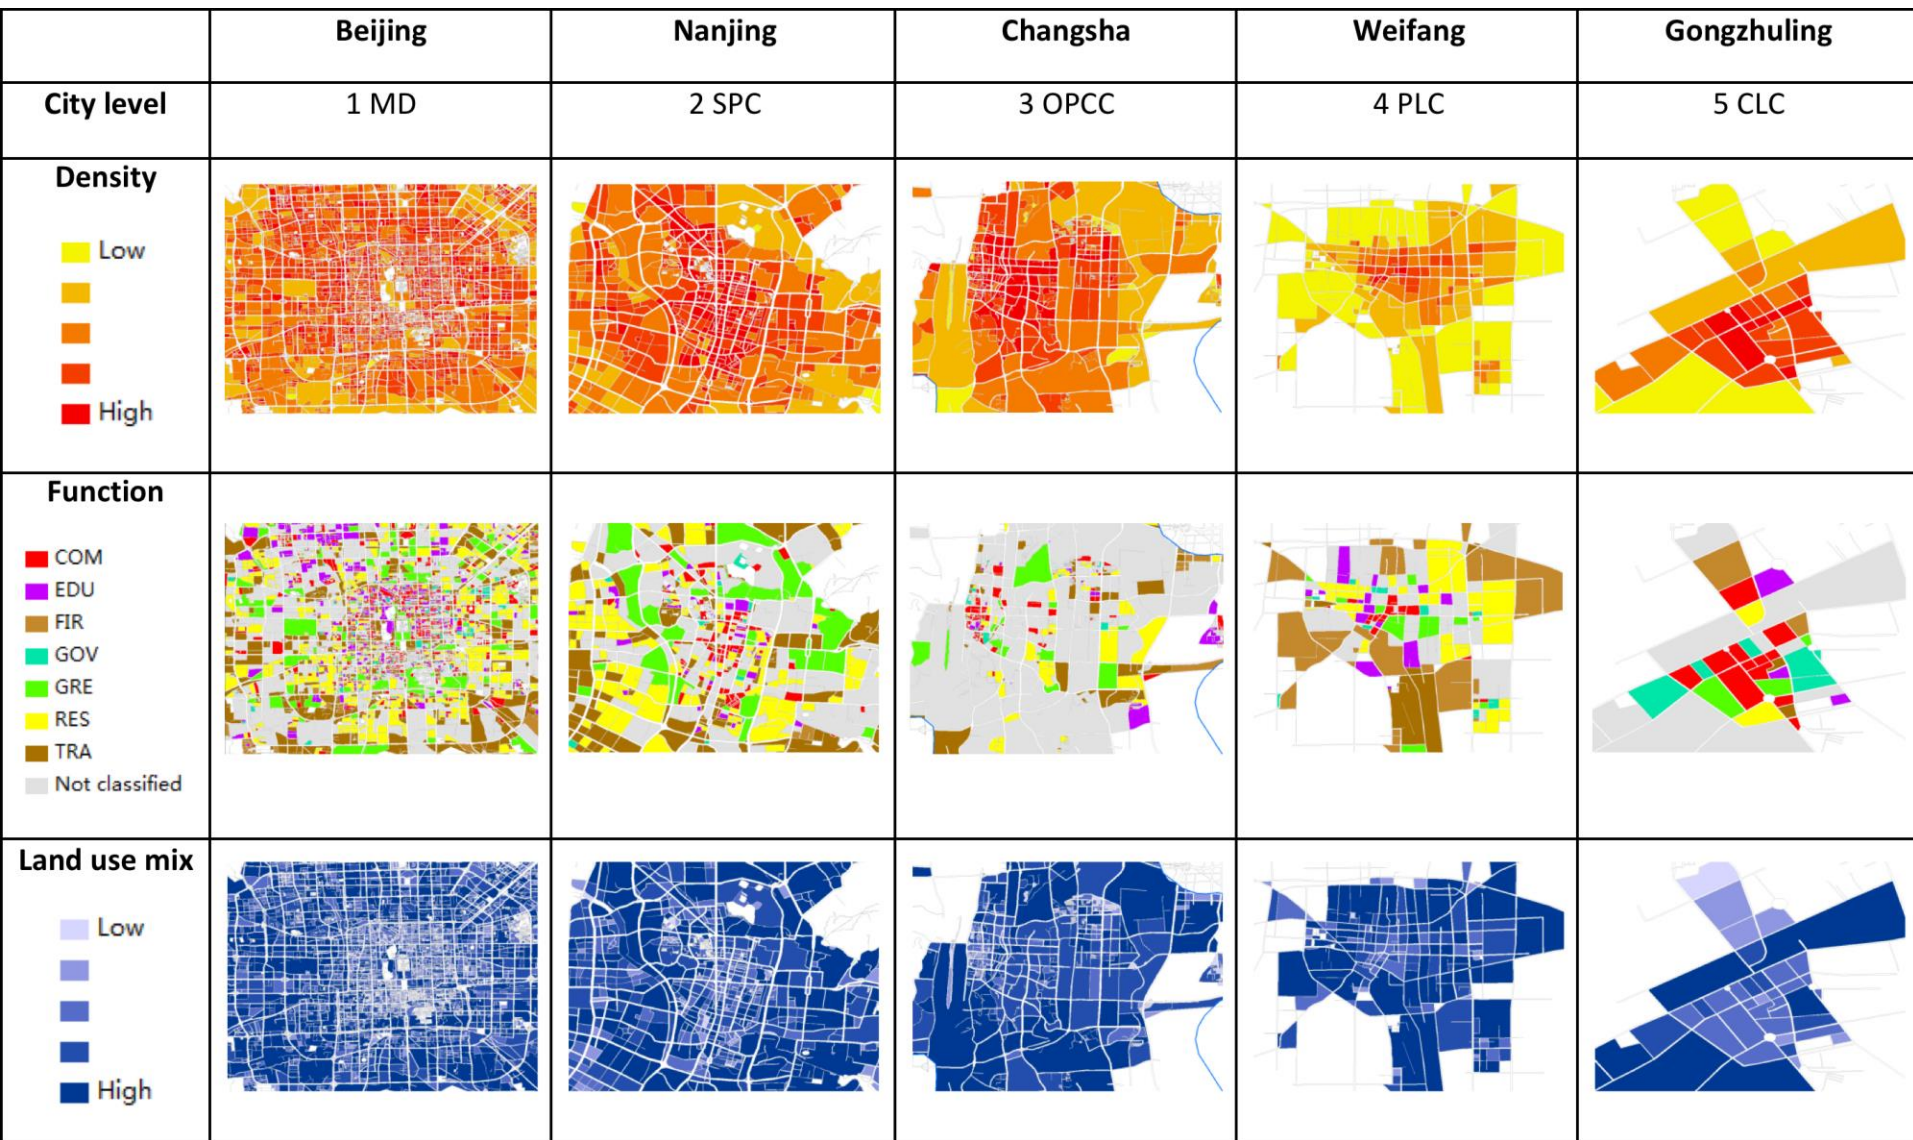 Beijing Nanjing Changsha Weifang Gongzhuling
City level 1 MD 2 SPC 3 OPCC 4 PLC 5 CLC
Density
Low
High
Function
COM
EDU
FIR
GOV
GRE
RES
TRA
Not classified
Land use mix
Low
High